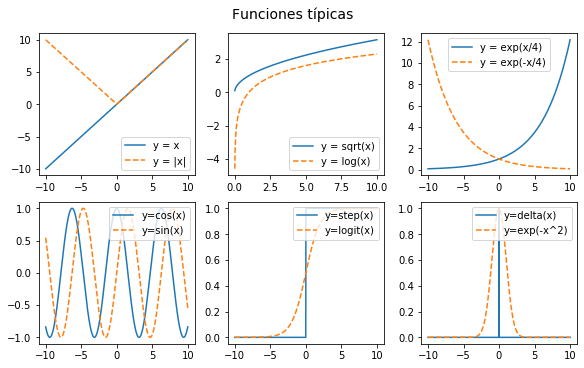 Funciones típicas
10
5
0
−5
−10
−10 −5 0 5 10
y = x
y = |x|
2
0
−2
−4
0.0 2.5 5.0 7.5 10.0
y = sqrt(x)
y = log(x)
12
10
8
6
4
2
0
−10 −5 0 5 10
y = exp(x/4)
y = exp(-x/4)
1.0
0.5
0.0
−0.5
−1.0
−10 −5 0 5 10
y=cos(x)
y=sin(x)
1.0
0.8
0.6
0.4
0.2
0.0
−10 −5 0 5 10
y=step(x)
y=logit(x)
1.0
0.8
0.6
0.4
0.2
0.0
−10 −5 0 5 10
y=delta(x)
y=exp(-x^2)